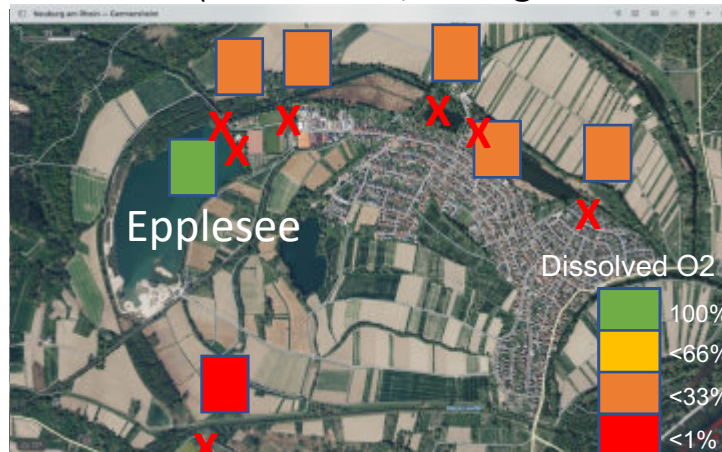 Neuburg am Rhein – Germersheim
X
X
X
X
X
X
Epplesee
Dissolved O2
100%
<66%
<33%
<1%
X